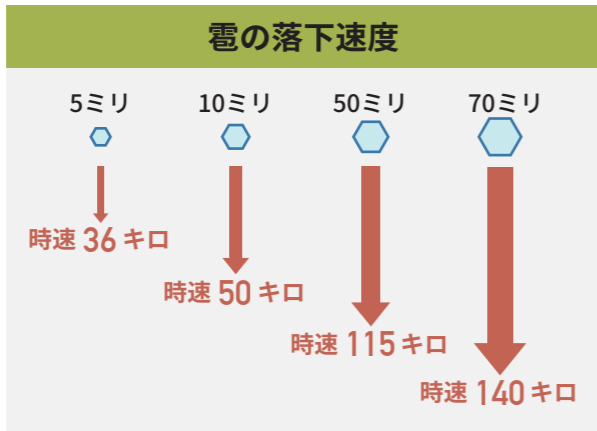 雹の落下速度
5ミリ
10ミリ
50ミリ
70ミリ
時速 36 キロ
時速 50 キロ
時速 115 キロ
時速 140 キロ